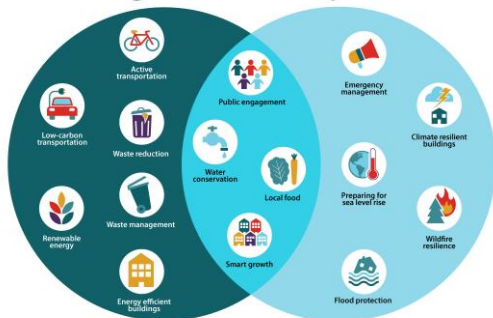 Active
transportation
Low-carbon
transportation
Waste reduction
Waste management
Renewable
energy
Energy efficient
buildings
Public engagement
Water
conservation
Local food
Smart growth
Emergency
management
Climate resilient
buildings
Preparing for
sea level rise
Wildfire
resilience
Flood protection